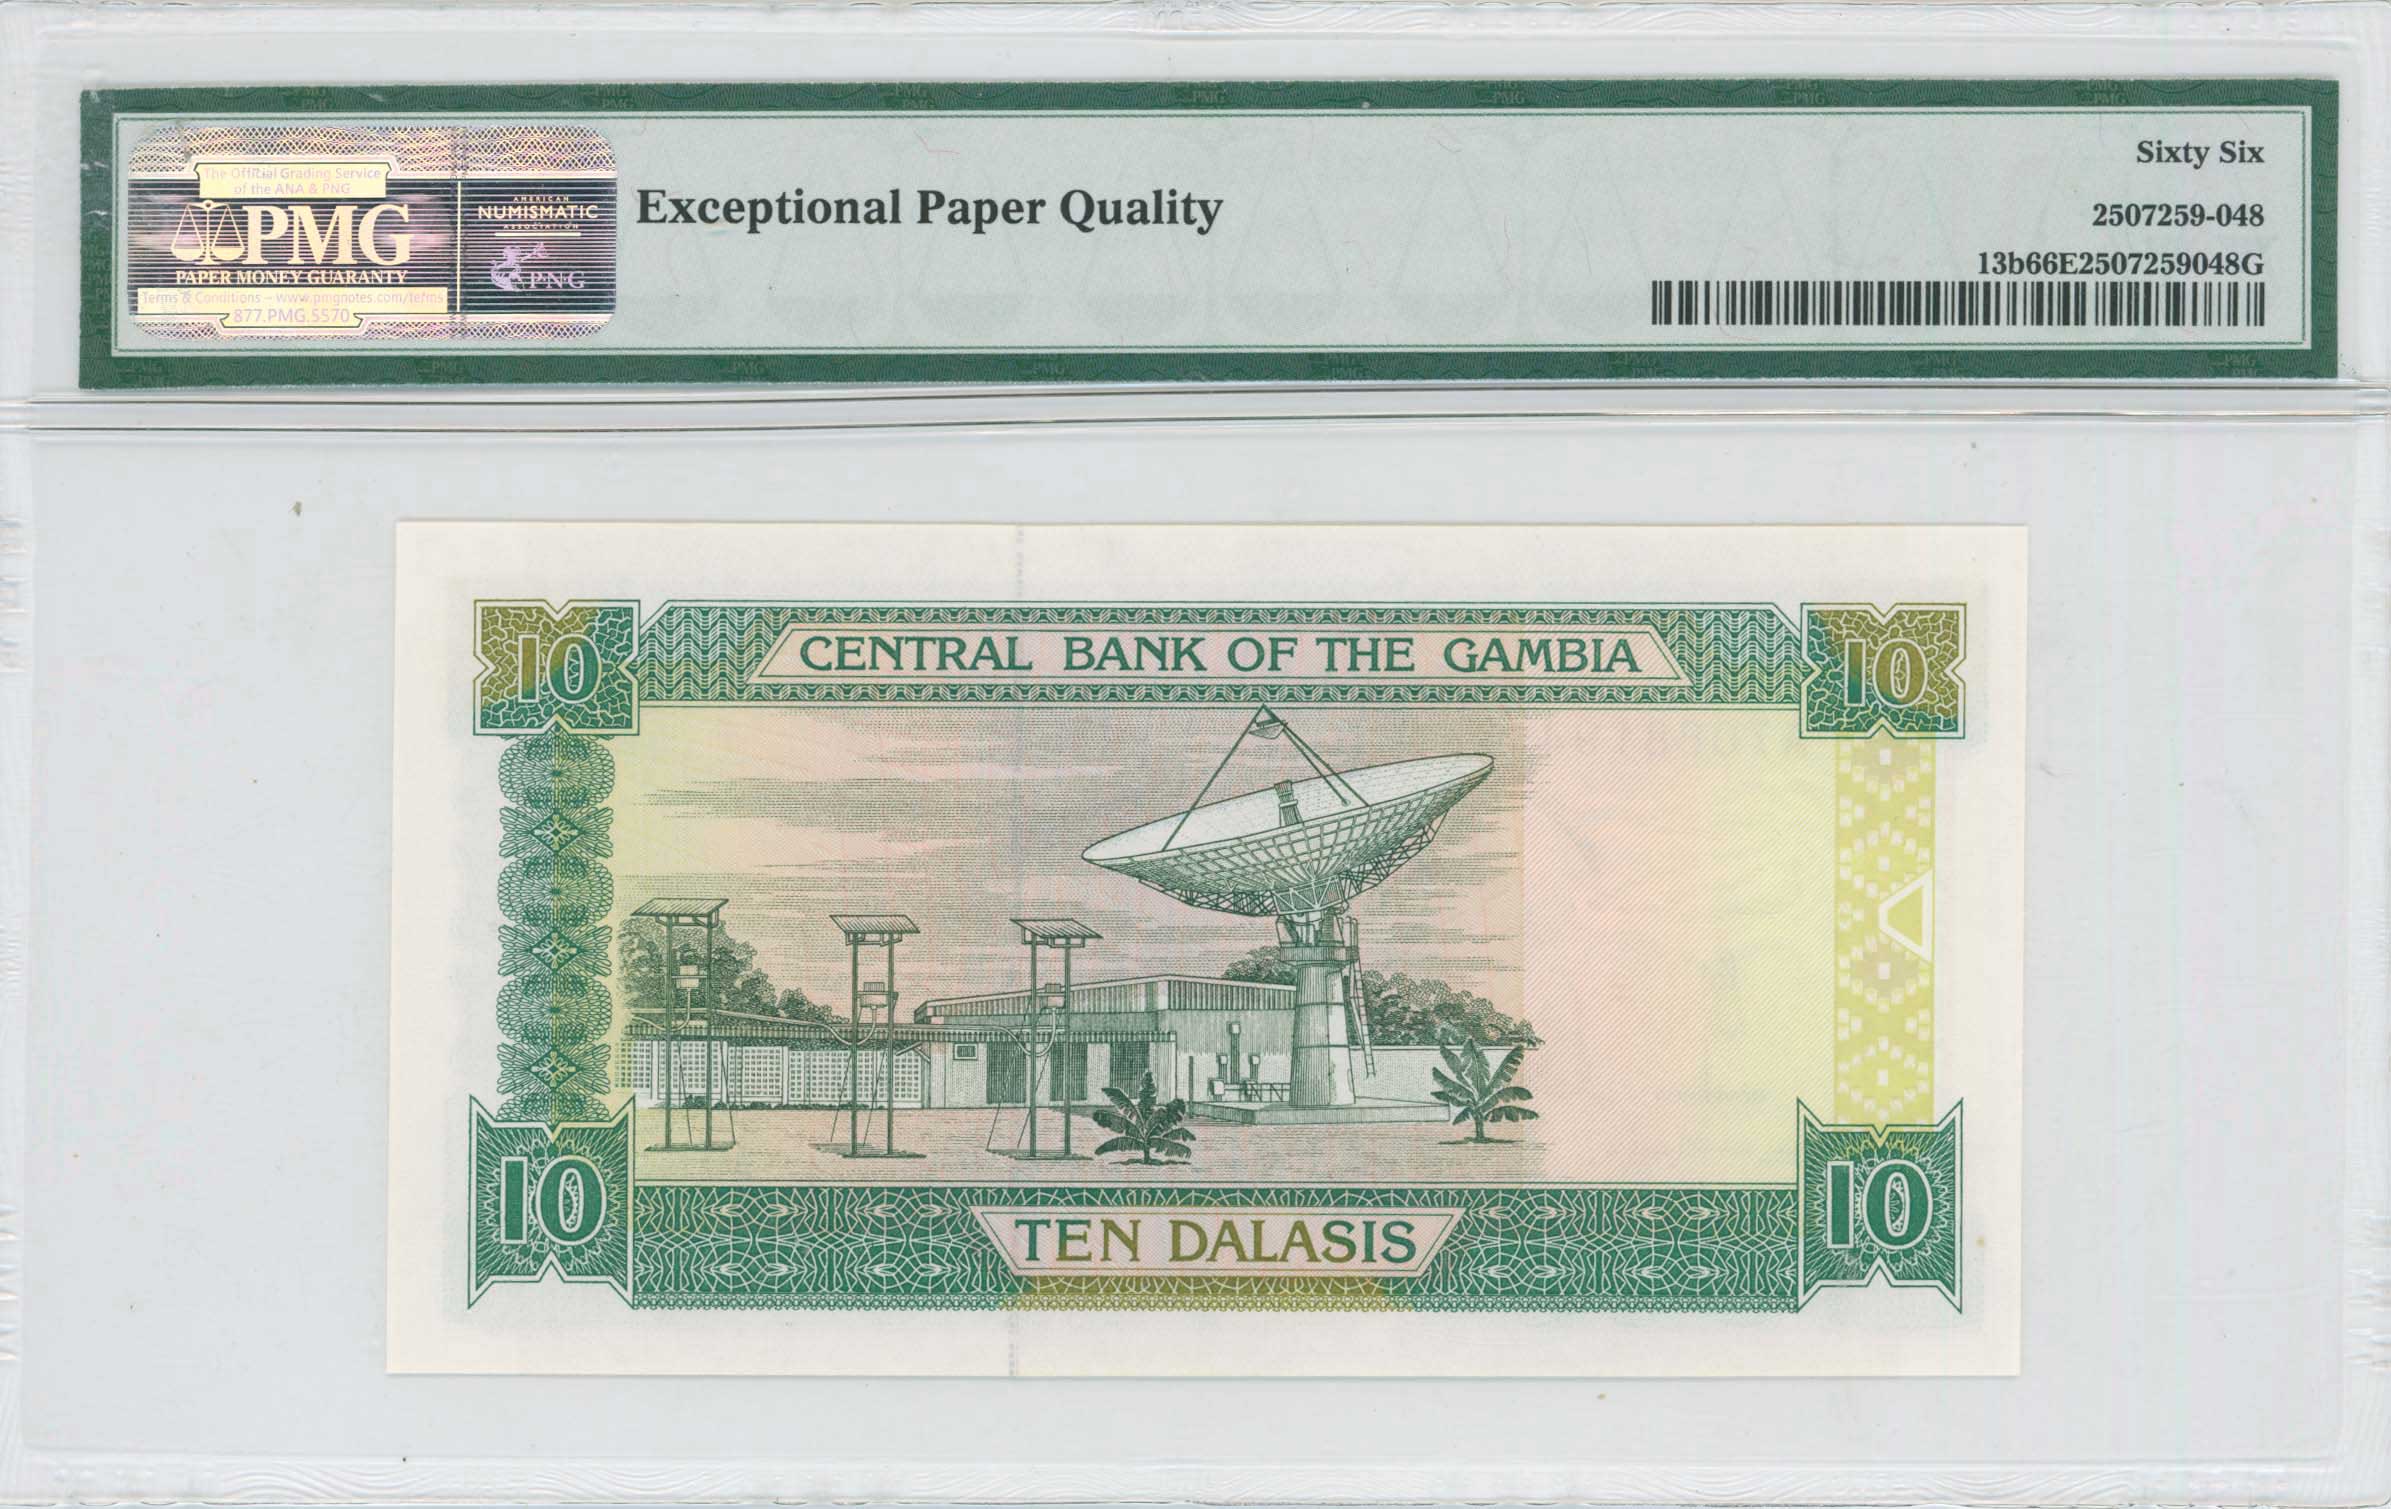 Sixty Six
The Official Grading Service
of the ANA & PNG
PMG
PAPER MONEY GUARANTY
Terms & Conditions – www.pmgnotes.com/terms
877.PMG.5570
AMERICAN
NUMISMATIC
ASSOCIATION
P·N·G
Exceptional Paper Quality
2507259-048
13b66E2507259048G
10
CENTRAL BANK OF THE GAMBIA
10
10
TEN DALASIS
10